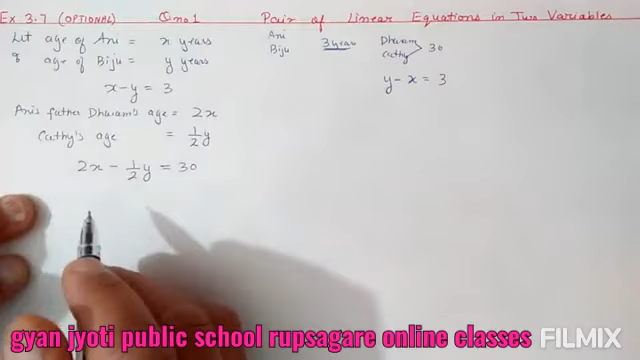 Ex 3.7 (OPTIONAL) Q no 1 Pair of Linear Equations in Two Variables
Let age of Ani = x years
& age of Biju = y years
x - y = 3
Ani's father Dharam's age = 2x
Cathy's age = 1/2 y
2x - 1/2 y = 30
Ani
Biju 3 years
Dharam
Cathy 30
y - x = 3
gyan jyoti public school rupsagare online classes
FILMIX